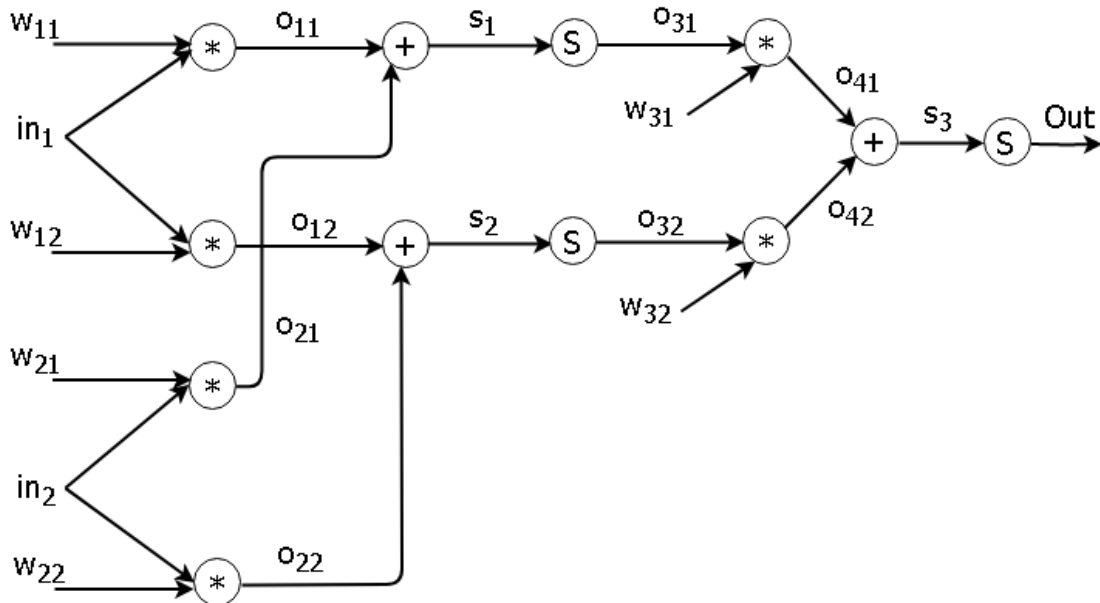 w11 o11 + s1 S o31 *
*
in1 w31 o41
+ s3 S Out
w12 * o12 + s2 S o32 * o42
w32
w21 * o21
in2
w22 * o22